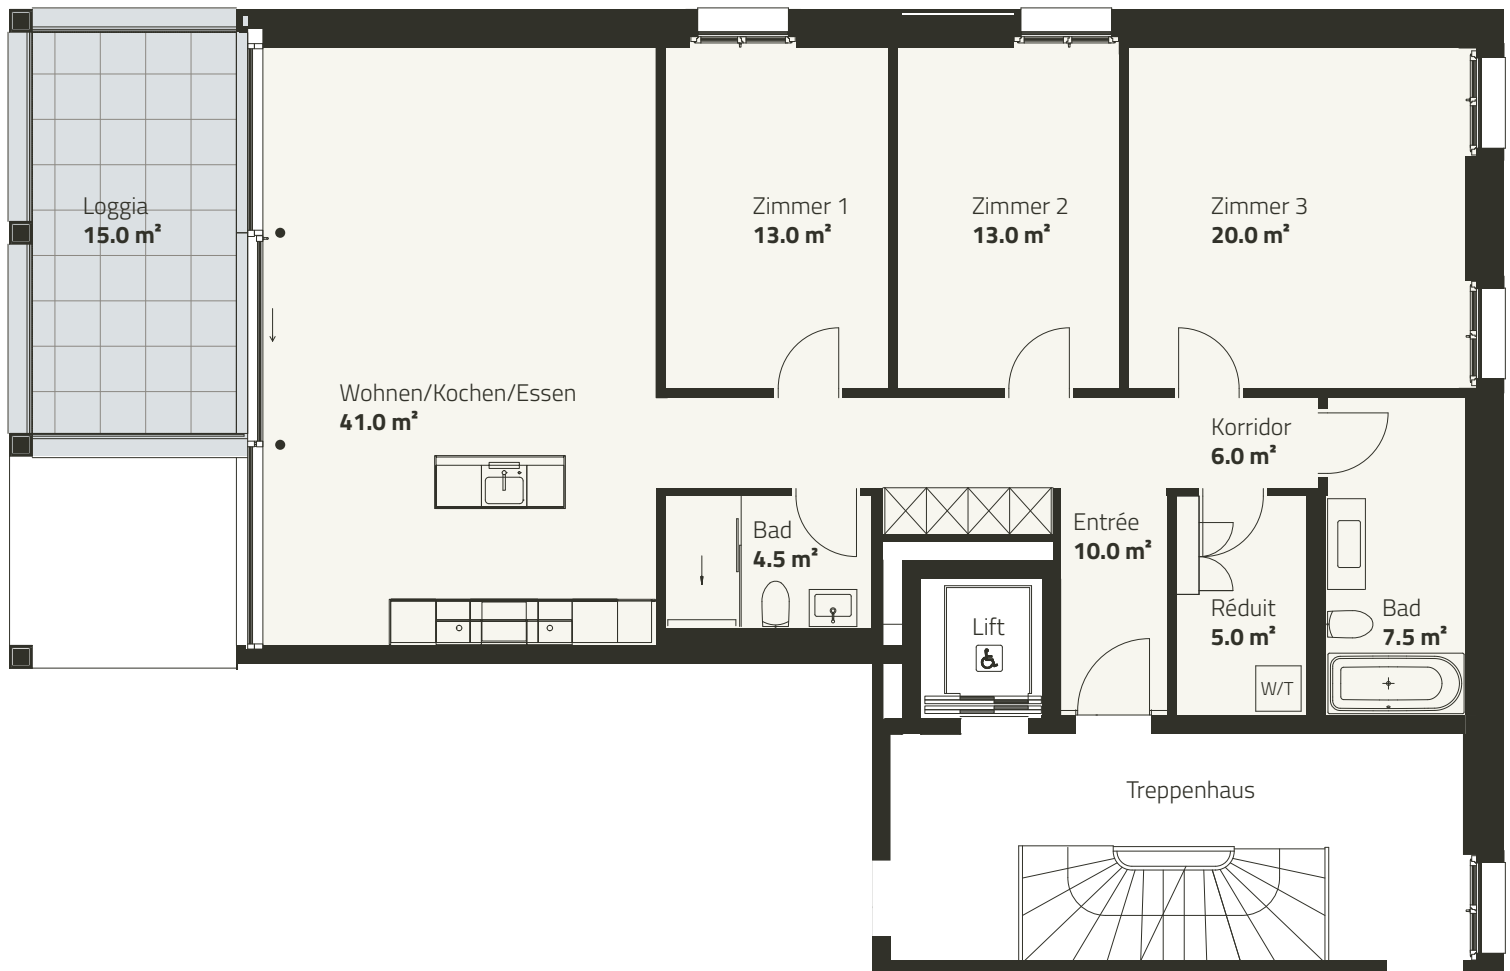 Loggia
15.0 m²
Zimmer 1
13.0 m²
Zimmer 2
13.0 m²
Zimmer 3
20.0 m²
Wohnen/Kochen/Essen
41.0 m²
Korridor
6.0 m²
Bad
4.5 m²
Entrée
10.0 m²
Lift
Réduit
5.0 m²
Bad
7.5 m²
W/T
Treppenhaus